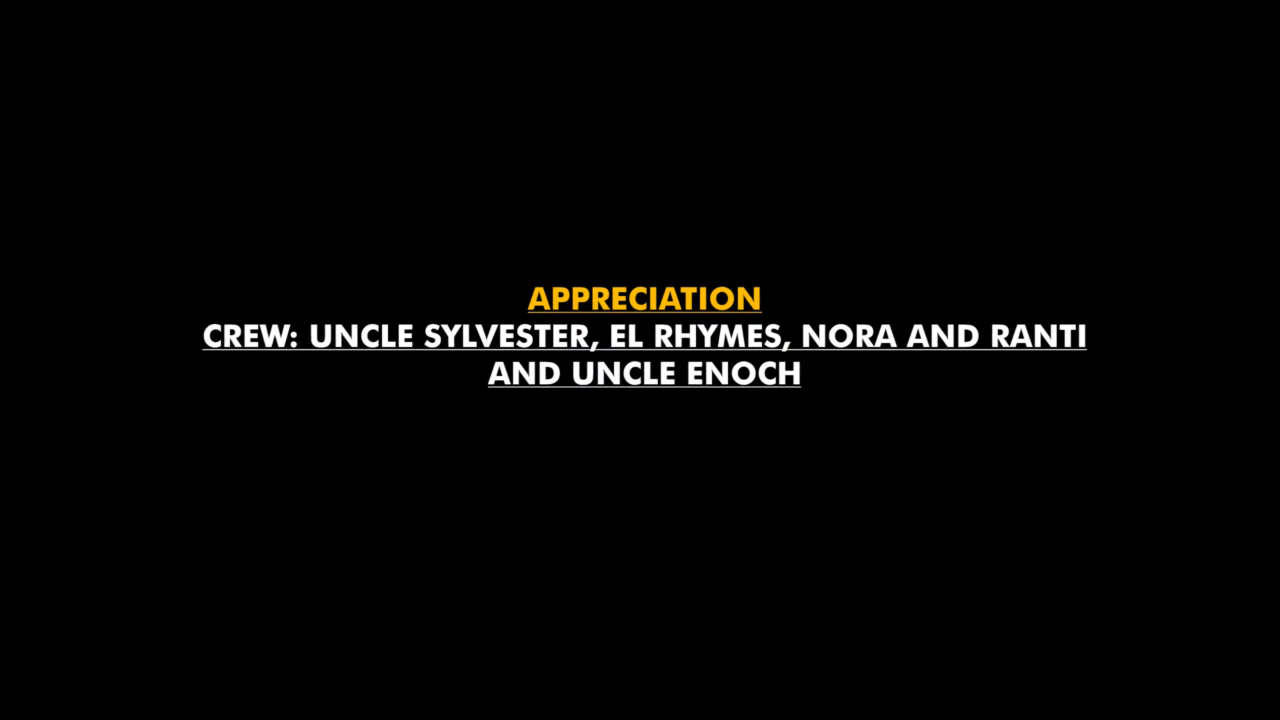 APPRECIATION
CREW: UNCLE SYLVESTER, EL RHYMES, NORA AND RANTI
AND UNCLE ENOCH